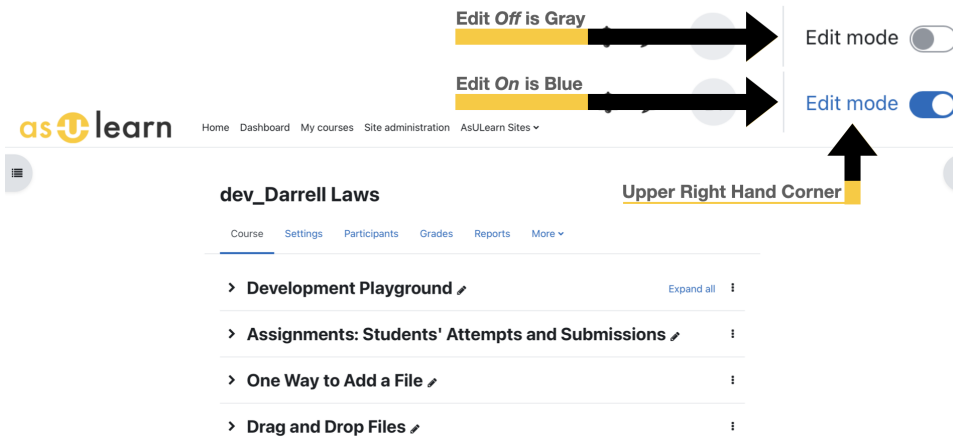 Edit Off is Gray
Edit mode
Edit On is Blue
Edit mode
asulearn
Home Dashboard My courses Site administration AsULearn Sites
dev_Darrell Laws
Upper Right Hand Corner
Course Settings Participants Grades Reports More
Development Playground
Expand all
Assignments: Students' Attempts and Submissions
One Way to Add a File
Drag and Drop Files